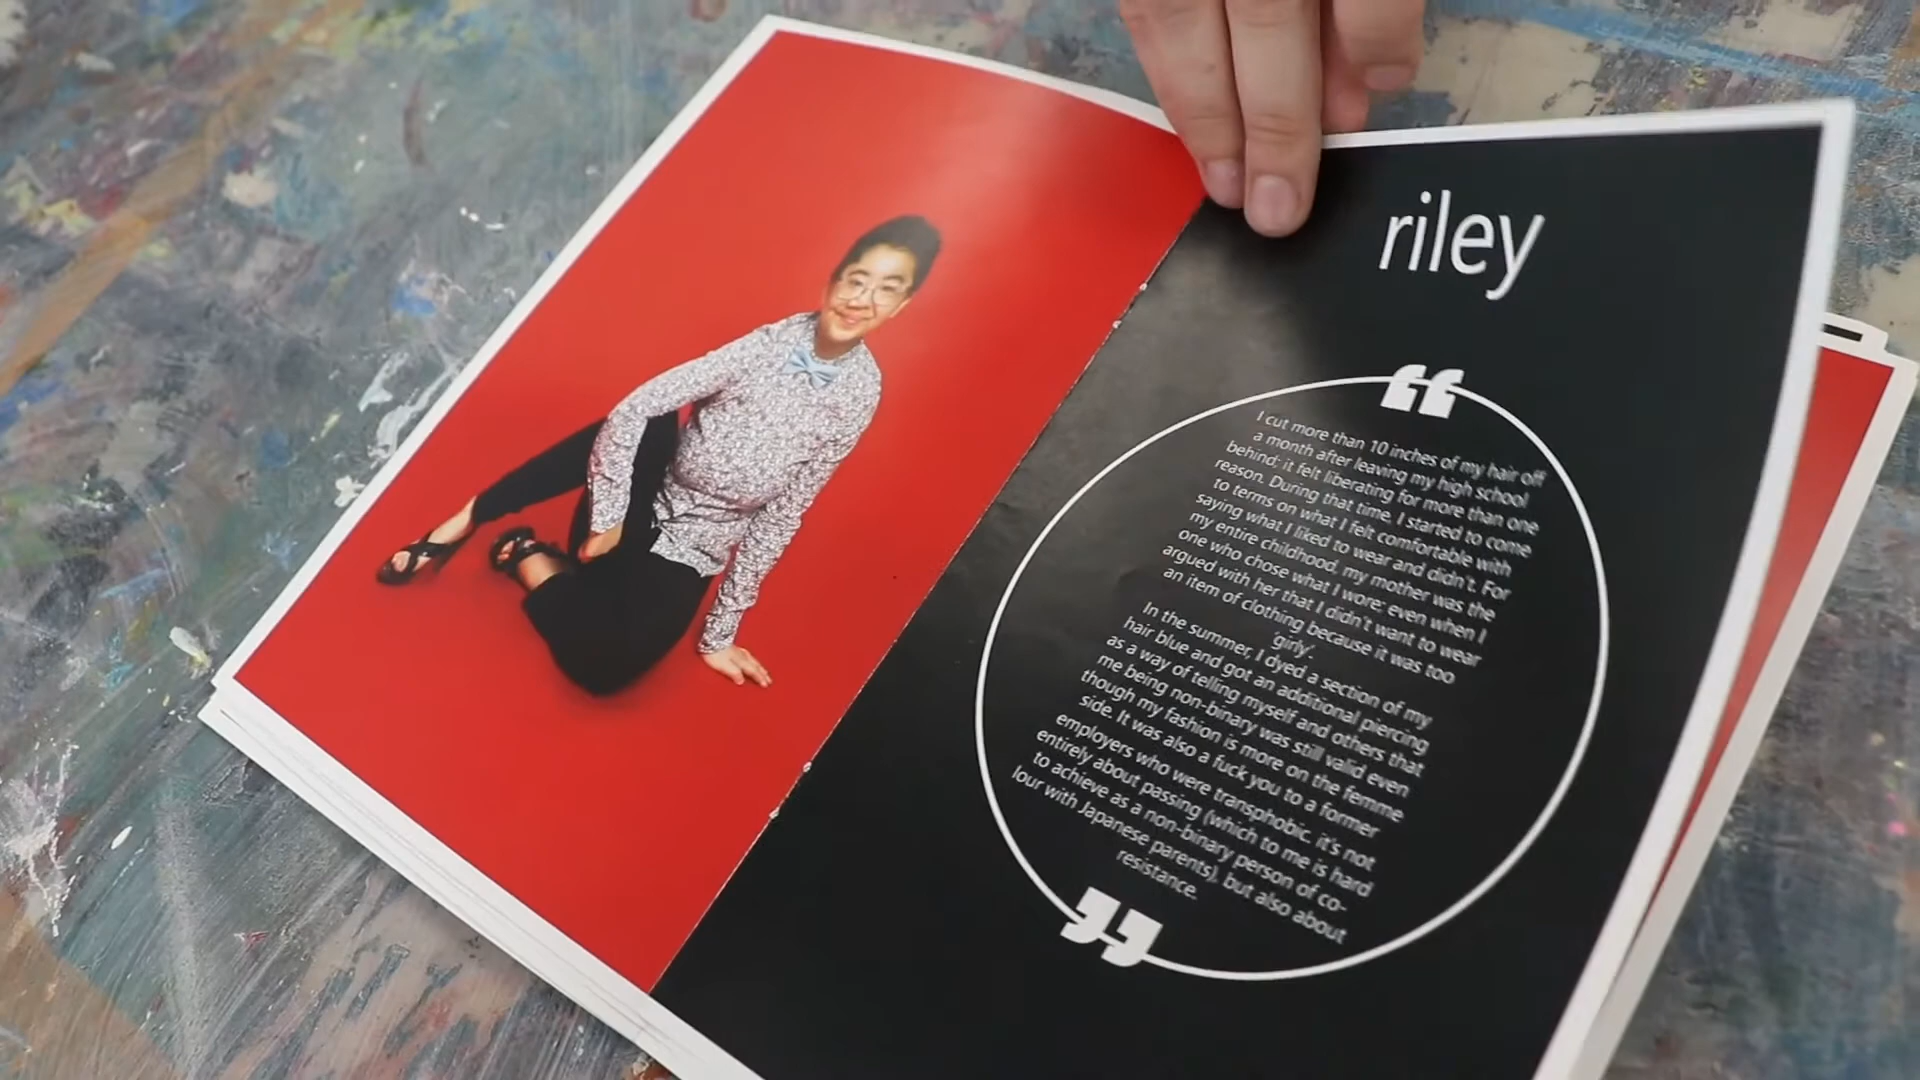 riley
“
I cut more than 10 inches of my hair off
a month after leaving my high school
behind; it felt liberating for more than one
reason. During that time, I started to come
to terms on what I felt comfortable with
saying what I liked to wear and didn't. For
my entire childhood, my mother was the
one who chose what I wore; even when I
argued with her that I didn't want to wear
an item of clothing because it was too
'girly'.
In the summer, I dyed a section of my
hair blue and got an additional piercing
as a way of telling myself and others that
me being non-binary was still valid even
though my fashion is more on the femme
side. It was also a fuck you to a former
employers who were transphobic. it's not
entirely about passing (which to me is hard
to achieve as a non-binary person of co-
lour with Japanese parents), but also about
resistance.
”